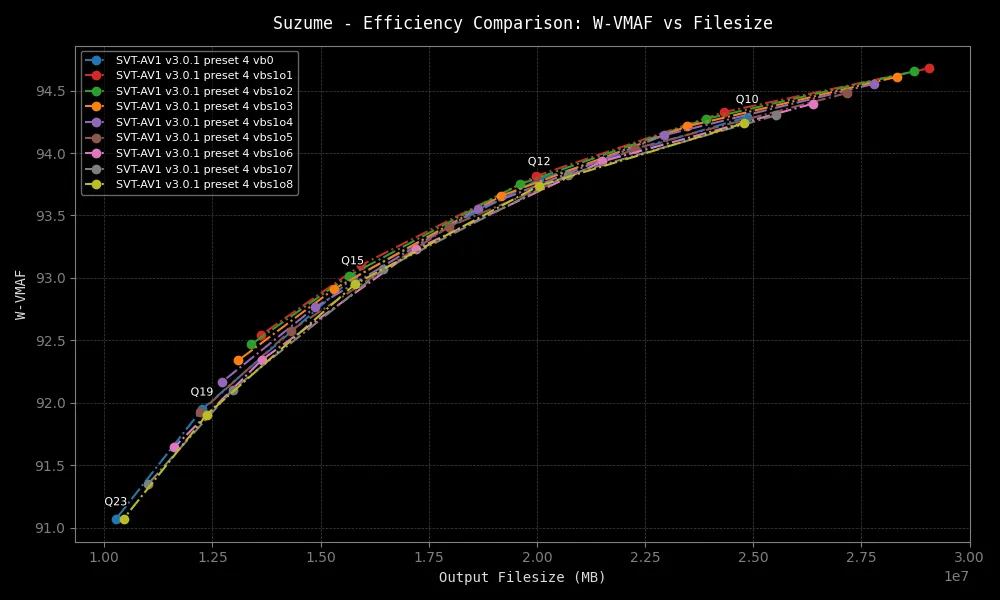 Suzume - Efficiency Comparison: W-VMAF vs Filesize
SVT-AV1 v3.0.1 preset 4 vb0
SVT-AV1 v3.0.1 preset 4 vbs1o1
SVT-AV1 v3.0.1 preset 4 vbs1o2
SVT-AV1 v3.0.1 preset 4 vbs1o3
SVT-AV1 v3.0.1 preset 4 vbs1o4
SVT-AV1 v3.0.1 preset 4 vbs1o5
SVT-AV1 v3.0.1 preset 4 vbs1o6
SVT-AV1 v3.0.1 preset 4 vbs1o7
SVT-AV1 v3.0.1 preset 4 vbs1o8
Q10
Q12
Q15
Q19
Q23
W-VMAF
94.5
94.0
93.5
93.0
92.5
92.0
91.5
91.0
1.00 1.25 1.50 1.75 2.00 2.25 2.50 2.75 3.00
1e7
Output Filesize (MB)